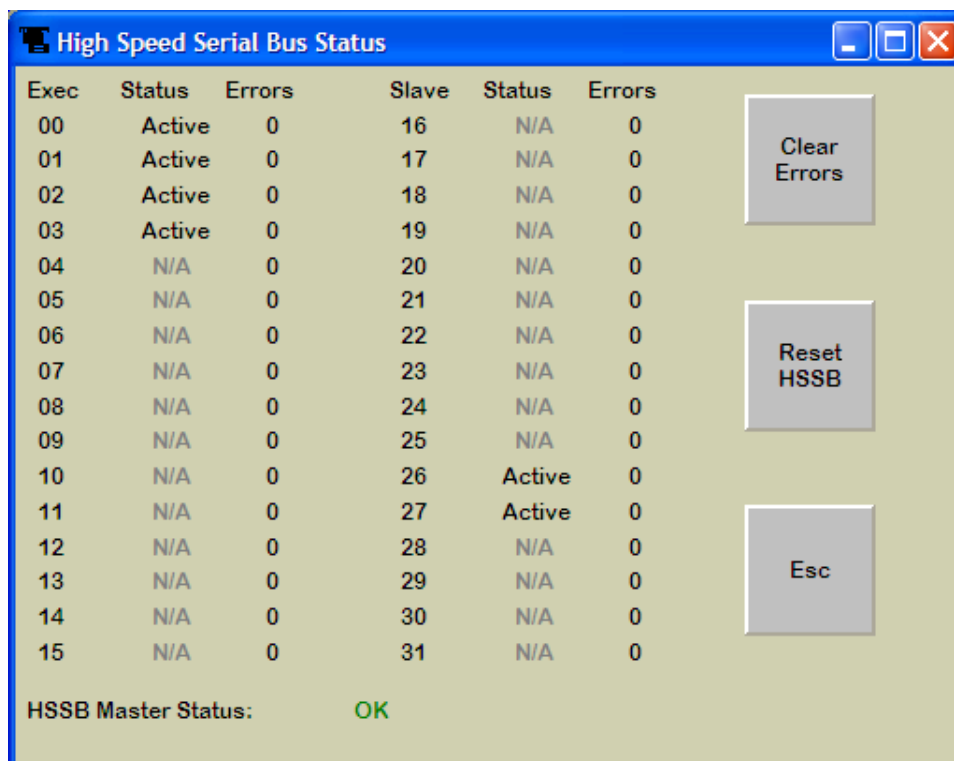 High Speed Serial Bus Status
Exec Status Errors Slave Status Errors
00 Active 0 16 N/A 0
01 Active 0 17 N/A 0
02 Active 0 18 N/A 0
03 Active 0 19 N/A 0
04 N/A 0 20 N/A 0
05 N/A 0 21 N/A 0
06 N/A 0 22 N/A 0
07 N/A 0 23 N/A 0
08 N/A 0 24 N/A 0
09 N/A 0 25 N/A 0
10 N/A 0 26 Active 0
11 N/A 0 27 Active 0
12 N/A 0 28 N/A 0
13 N/A 0 29 N/A 0
14 N/A 0 30 N/A 0
15 N/A 0 31 N/A 0
HSSB Master Status: OK
Clear
Errors
Reset
HSSB
Esc